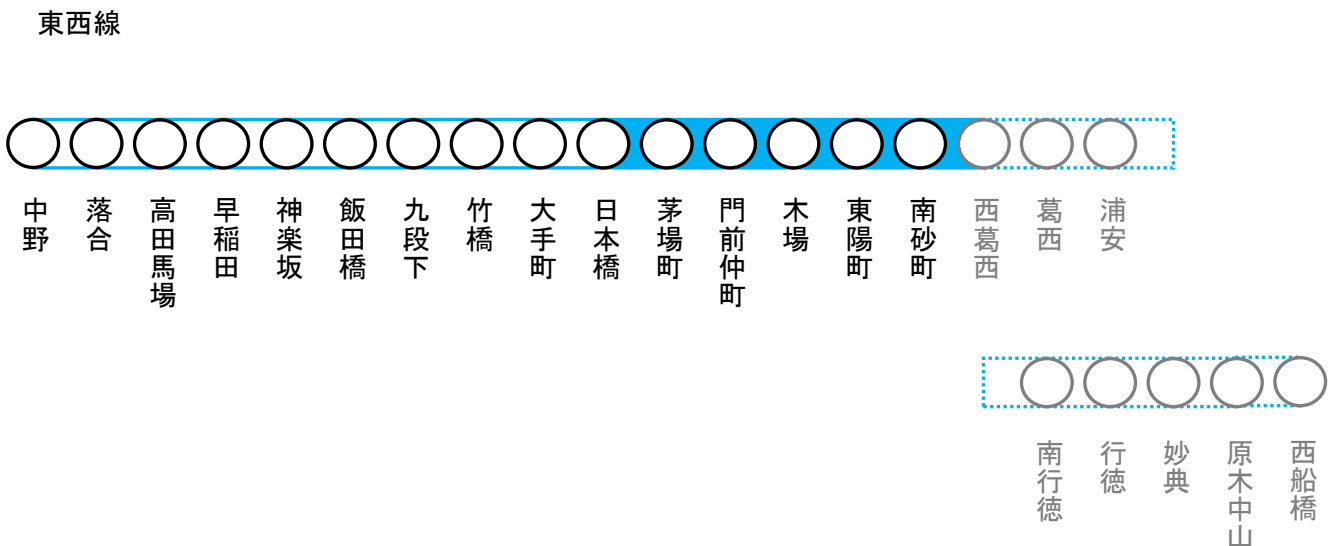 東西線
中野
落合
高田馬場
早稲田
神楽坂
飯田橋
九段下
竹橋
大手町
日本橋
茅場町
門前仲町
木場
東陽町
南砂町
西葛西
葛西
浦安
南行徳
行徳
妙典
原木中山
西船橋